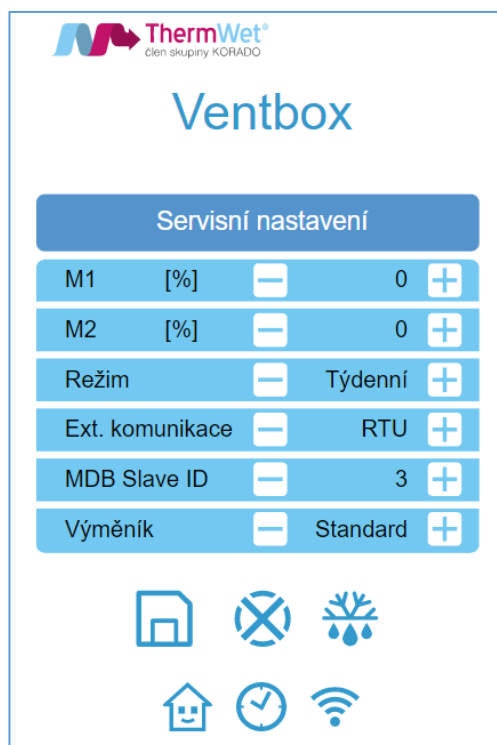 ThermWet®
člen skupiny KORADO
Ventbox
Servisní nastavení
M1 [%] − 0 +
M2 [%] − 0 +
Režim − Týdenní +
Ext. komunikace − RTU +
MDB Slave ID − 3 +
Výměník − Standard +